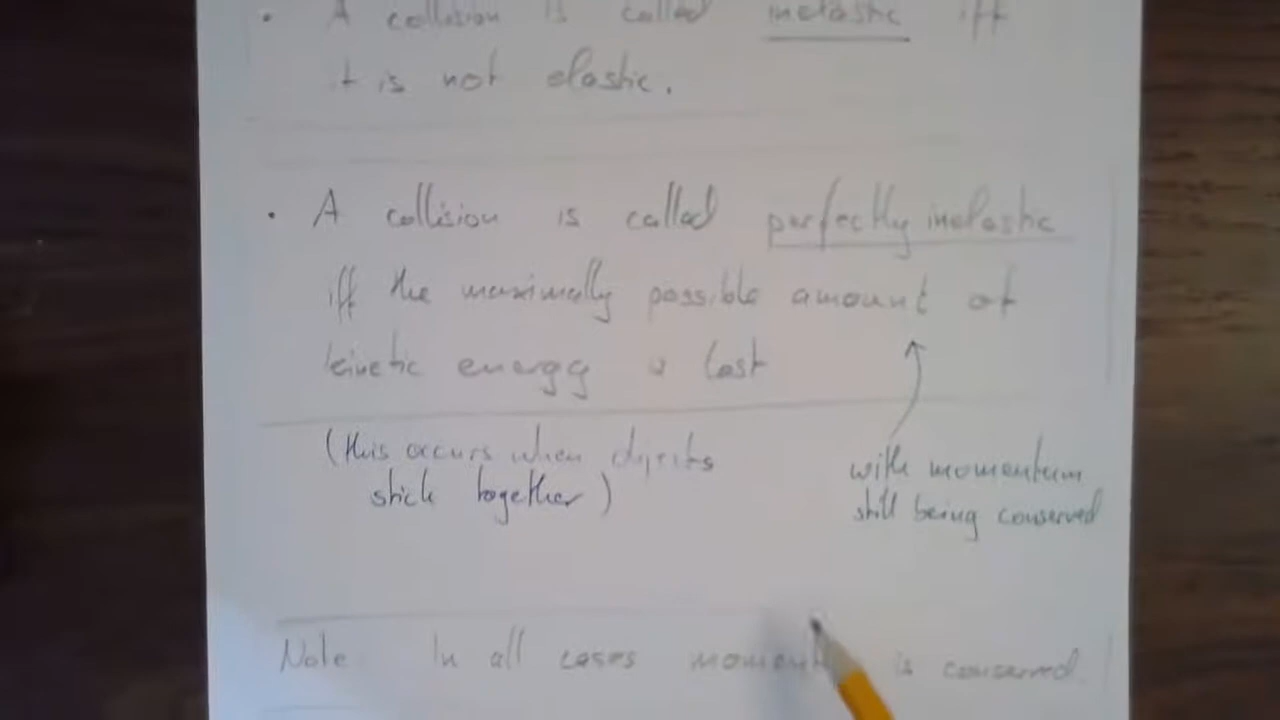 • A collision is called inelastic iff
it is not elastic.
• A collision is called perfectly inelastic
iff the maximally possible amount of
kinetic energy is lost
(this occurs when objects
stick together)
with momentum
still being conserved
Note In all cases is conserved.